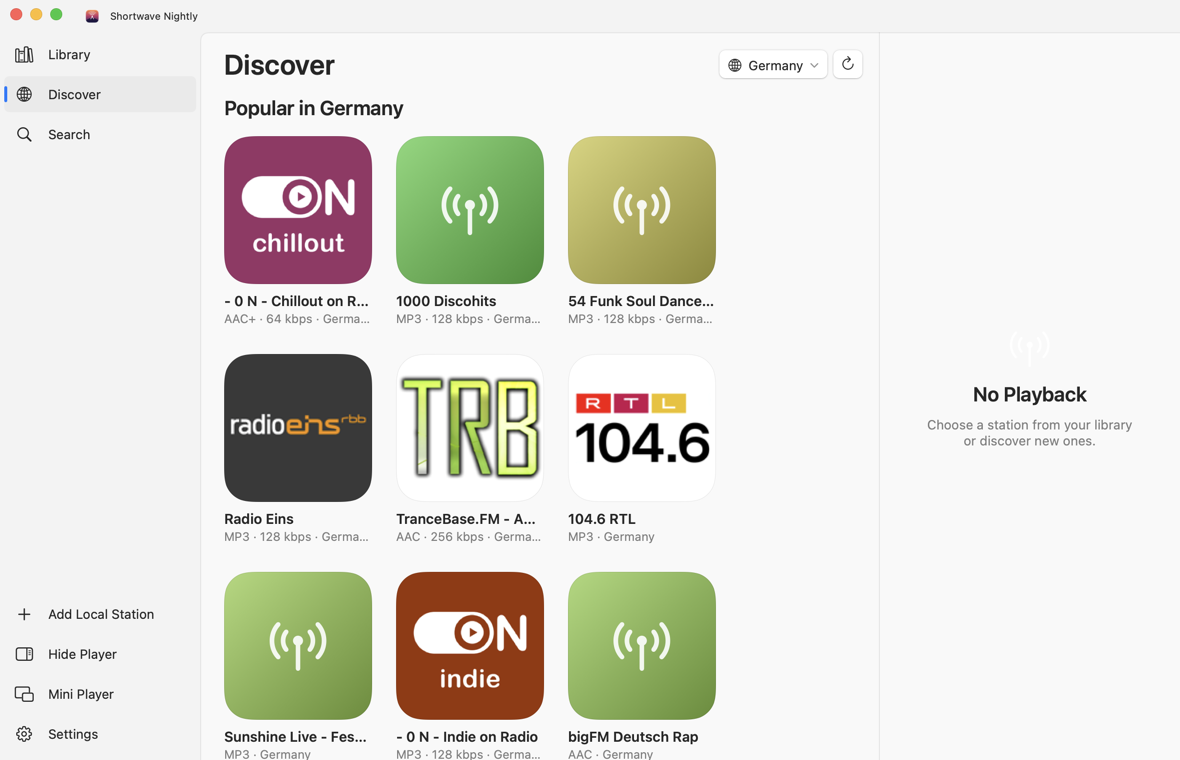 Shortwave Nightly
Library
Discover
Search
Add Local Station
Hide Player
Mini Player
Settings
Discover
Germany
Popular in Germany
ON
chillout
- 0 N - Chillout on R...
AAC+ · 64 kbps · Germa...
1000 Discohits
MP3 · 128 kbps · Germa...
54 Funk Soul Dance...
MP3 · 128 kbps · Germa...
radioeins rbb
Radio Eins
MP3 · 128 kbps · Germa...
TRB
TranceBase.FM - A...
AAC · 256 kbps · Germa...
RTL
104.6
104.6 RTL
MP3 · Germany
Sunshine Live - Fes...
MP3 · Germany
ON
indie
- 0 N - Indie on Radio
MP3 · 128 kbps · Germa...
bigFM Deutsch Rap
AAC · Germany
No Playback
Choose a station from your library
or discover new ones.